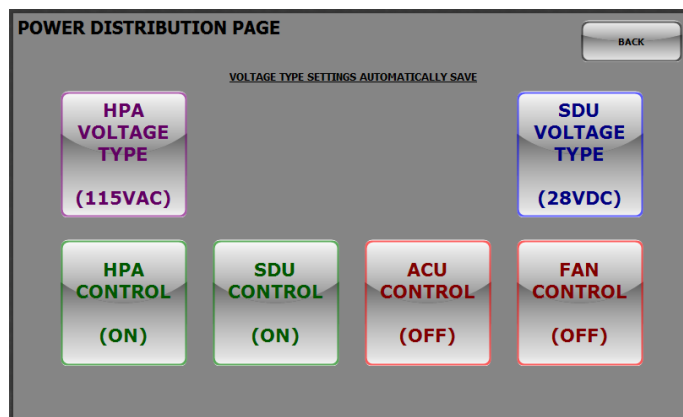 POWER DISTRIBUTION PAGE
BACK
VOLTAGE TYPE SETTINGS AUTOMATICALLY SAVE
HPA
VOLTAGE
TYPE
(115VAC)
SDU
VOLTAGE
TYPE
(28VDC)
HPA
CONTROL
(ON)
SDU
CONTROL
(ON)
ACU
CONTROL
(OFF)
FAN
CONTROL
(OFF)